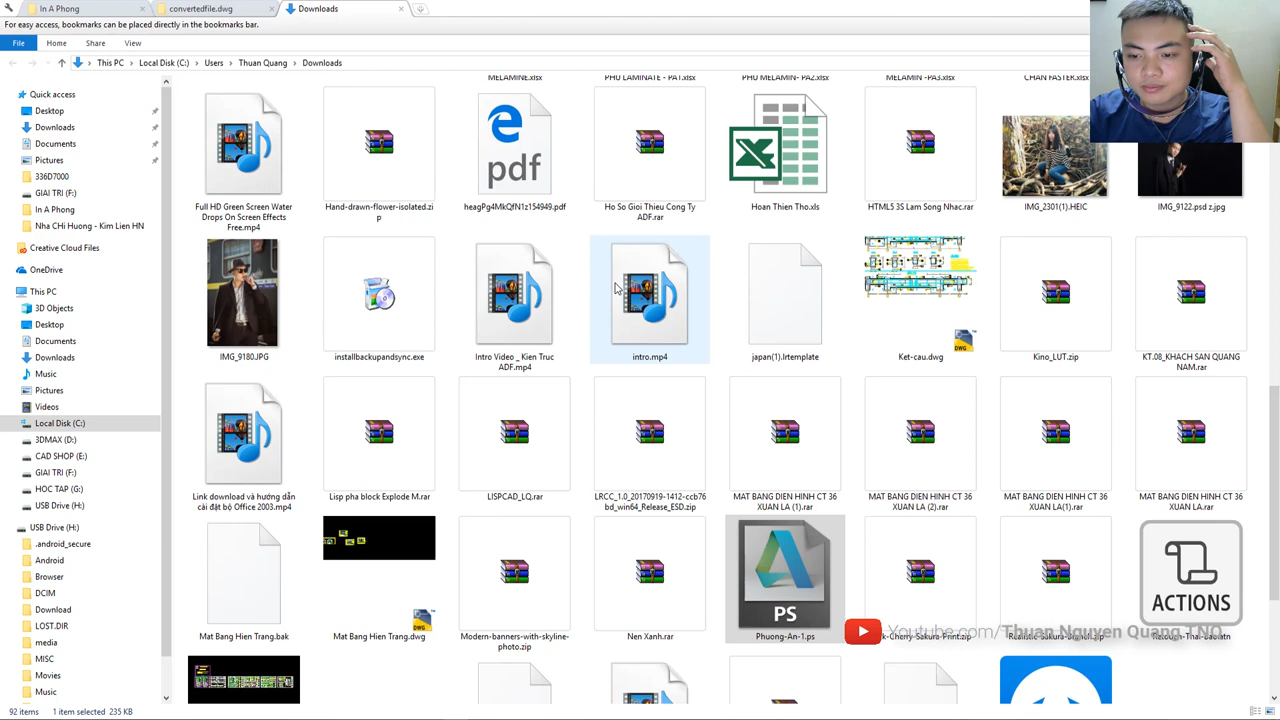 In A Phong
convertedfile.dwg
Downloads
For easy access, bookmarks can be placed directly in the bookmarks bar.
File
Home
Share
View
This PC
Local Disk (C:)
Users
Thuan Quang
Downloads
Quick access
Desktop
Downloads
Documents
Pictures
336D7000
GIAI TRI (F:)
In A Phong
Nha CHi Huong - Kim Lien HN
Creative Cloud Files
OneDrive
This PC
3D Objects
Desktop
Documents
Downloads
Music
Pictures
Videos
Local Disk (C:)
3DMAX (D:)
CAD SHOP (E:)
GIAI TRI (F:)
HOC TAP (G:)
USB Drive (H:)
USB Drive (H:)
.android_secure
Android
Browser
DCIM
Download
LOST.DIR
media
MISC
Movies
Pictures
Music
MELAMINE.xlsx
PHU LAMINATE - PA1.xlsx
PHU MELAMIN- PA2.xlsx
MELAMIN -PA3.xlsx
CHAN FASTER.xlsx
pdf
Full HD Green Screen Water
Drops On Screen Effects
Free.mp4
Hand-drawn-flower-isolated.zi
p
heagPg4MkQfN1z154949.pdf
Ho So Gioi Thieu Cong Ty
ADF.rar
Hoan Thien Tho.xls
HTML5 3S Lam Song Nhac.rar
IMG_2301(1).HEIC
IMG_9122.psd z.jpg
DWG
IMG_9180.JPG
installbackupandsync.exe
Intro Video _ Kien Truc
ADF.mp4
intro.mp4
japan(1).lrtemplate
Ket-cau.dwg
Kino_LUT.zip
KT.08_KHACH SAN QUANG
NAM.rar
Link download và hướng dẫn
cài đặt bộ Office 2003.mp4
Lisp pha block Explode M.rar
LISPCAD_LQ.rar
LRCC_1.0_20170919-1412-ccb76
bd_win64_Release_ESD.zip
MAT BANG DIEN HINH CT 36
XUAN LA (1).rar
MAT BANG DIEN HINH CT 36
XUAN LA (2).rar
MAT BANG DIEN HINH CT 36
XUAN LA(1).rar
MAT BANG DIEN HINH CT 36
XUAN LA.rar
PS
ACTIONS
DWG
Mat Bang Hien Trang.bak
Mat Bang Hien Trang.dwg
Modern-banners-with-skyline-
photo.zip
Nen Xanh.rar
Phuong-An-1.ps
Youtube.com/Thuan Nguyen Quang TNQ
92 items
1 item selected 235 KB